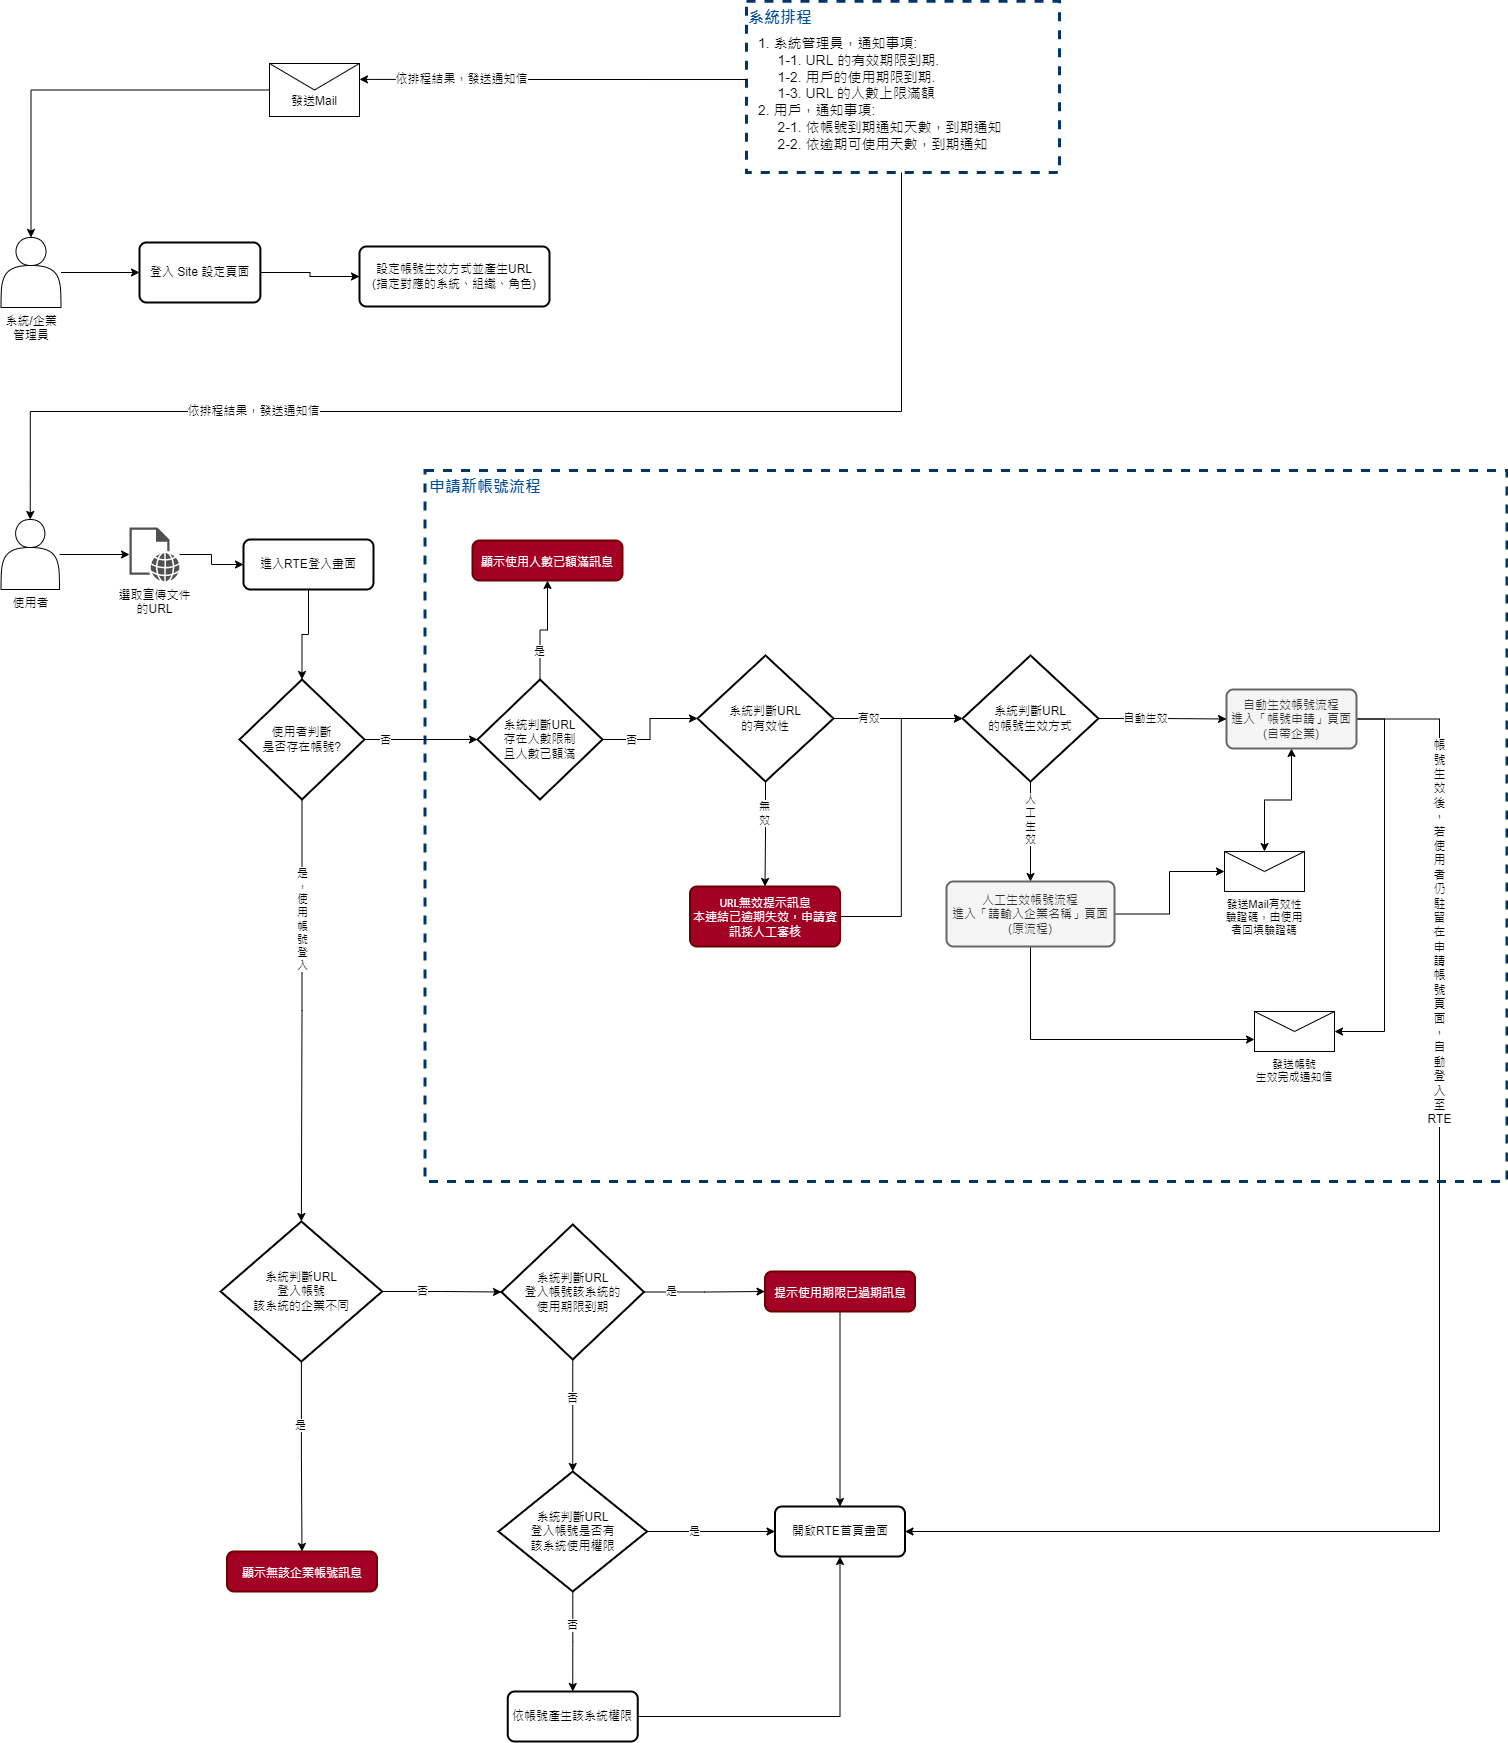 系統排程
1. 系統管理員，通知事項:
1-1. URL 的有效期限到期.
1-2. 用戶的使用期限到期.
1-3. URL 的人數上限滿額
2. 用戶，通知事項:
2-1. 依帳號到期通知天數，到期通知
2-2. 依逾期可使用天數，到期通知
依排程結果，發送通知信
發送Mail
系統/企業
管理員
登入 Site 設定頁面
設定帳號生效方式並產生URL
(指定對應的系統、組織、角色)
依排程結果，發送通知信
使用者
選取宣傳文件
的URL
進入RTE登入畫面
申請新帳號流程
顯示使用人數已額滿訊息
是
使用者判斷
是否存在帳號?
否
系統判斷URL
存在人數限制
且人數已額滿
否
系統判斷URL
的有效性
有效
系統判斷URL
的帳號生效方式
自動生效
自動生效帳號流程
進入「帳號申請」頁面
(自帶企業)
無
效
URL無效提示訊息
本連結已逾期失效，申請資
訊採人工審核
人
工
生
效
人工生效帳號流程
進入「請輸入企業名稱」頁面
(原流程)
發送Mail有效性
驗證碼，由使用
者回填驗證碼
發送帳號
生效完成通知信
帳
號
生
效
後
，
若
使
用
者
仍
駐
留
在
申
請
帳
號
頁
面
，
自
動
登
入
至
RTE
是
，
使
用
帳
號
登
入
系統判斷URL
登入帳號
該系統的企業不同
否
系統判斷URL
登入帳號該系統的
使用期限到期
是
提示使用期限已過期訊息
是
顯示無該企業帳號訊息
否
系統判斷URL
登入帳號是否有
該系統使用權限
是
開啟RTE首頁畫面
否
依帳號產生該系統權限